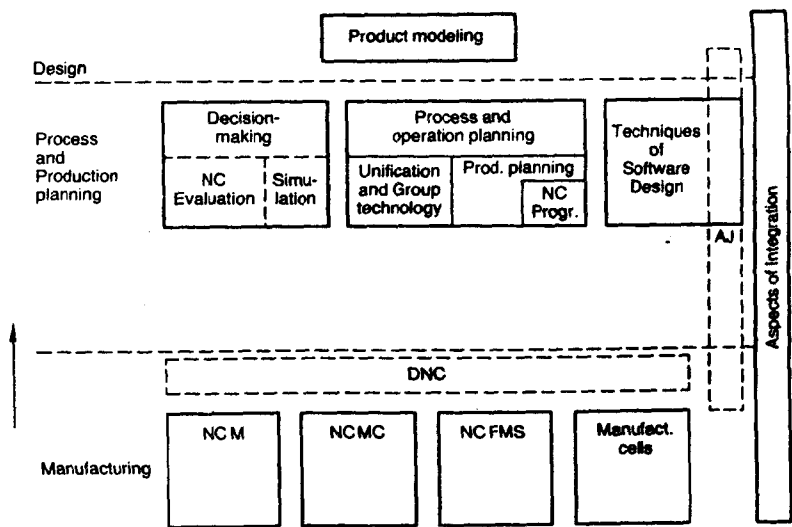 Product modeling
Design
Process
and
Production
planning
Decision-
making
NC
Evaluation
Simu-
lation
Process and
operation planning
Unification
and Group
technology
Prod. planning
NC
Progr.
Techniques
of
Software
Design
AJ
Aspects of integration
DNC
Manufacturing
NC M
NC MC
NC FMS
Manufact.
cells